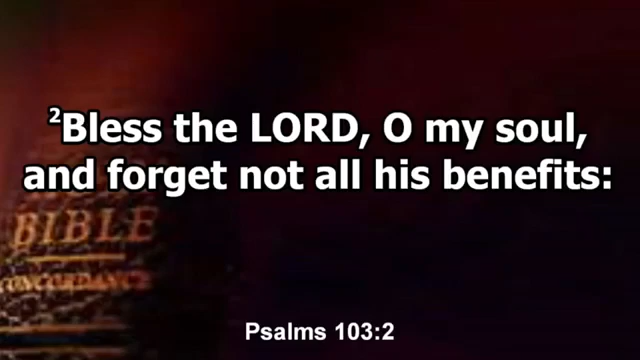 ²Bless the LORD, O my soul,
and forget not all his benefits:
BIBLE
CONCORDANCE
Psalms 103:2